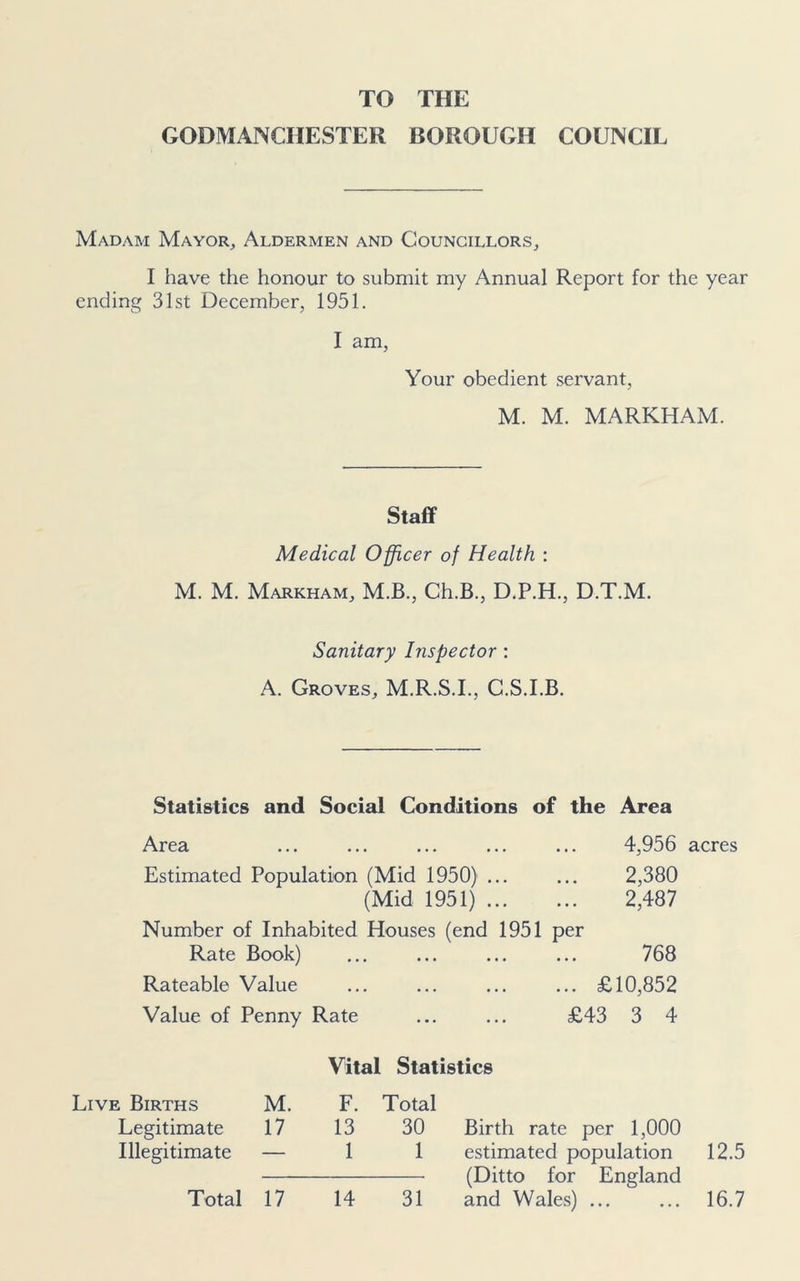 TO THE
GODMANCHESTER BOROUGH COUNCIL
Madam Mayor, Aldermen and Councillors,
I have the honour to submit my Annual Report for the year
ending 31st December, 1951.
I am,
Your obedient servant,
M. M. MARKHAM.
Staff
Medical Officer of Health :
M. M. Markham, M.B., Ch.B., D.P.H., D.T.M.
Sanitary Inspector :
A. Groves, M.R.S.I., C.S.I.B.
Statistics and Social Conditions of the Area
Area ... ... ... ... ... 4,956 acres
Estimated Population (Mid 1950) ... ... 2,380
(Mid 1951) ... ... 2,487
Number of Inhabited Houses (end 1951 per
Rate Book) ... ... ... ... 768
Rateable Value ... ... ... ... £10,852
Value of Penny Rate ... ... £43 3 4
Vital Statistics
Live Births M. F. Total
Legitimate 17 13 30 Birth rate per 1,000
Illegitimate — 1 1 estimated population 12.5
(Ditto for England
Total 17 14 31 and Wales) ... ... 16.7